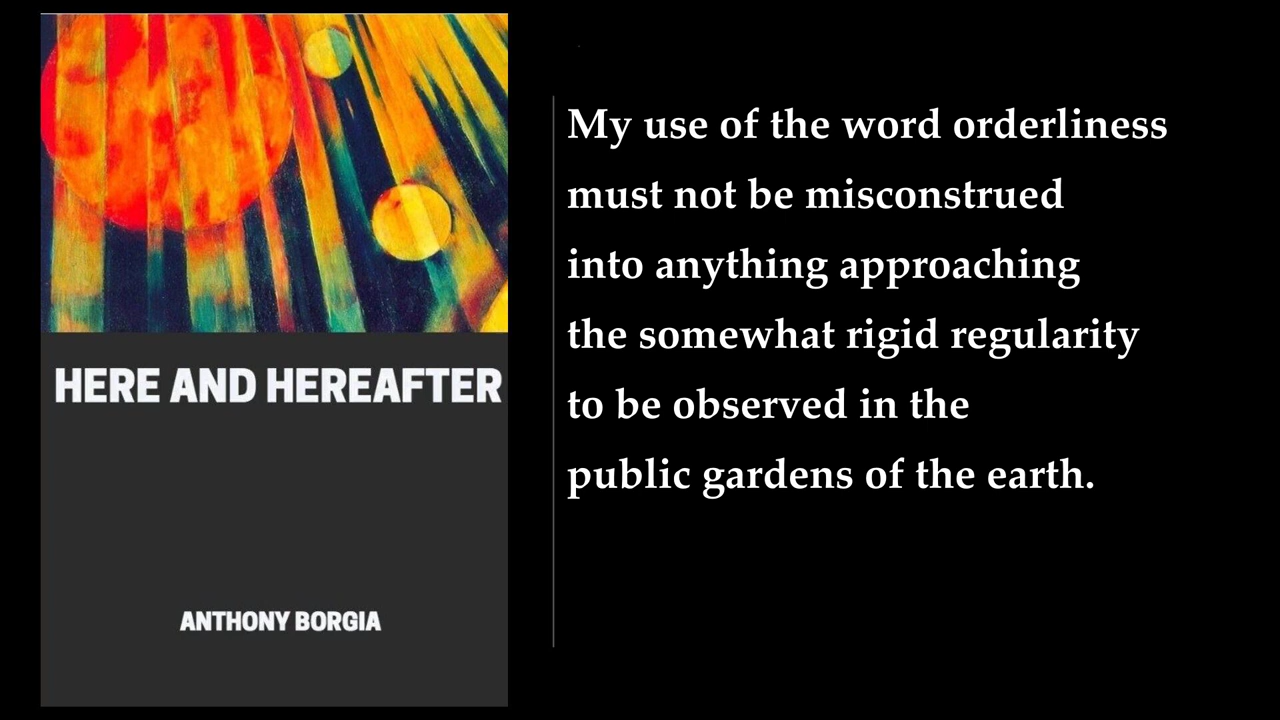 HERE AND HEREAFTER
ANTHONY BORGIA
My use of the word orderliness
must not be misconstrued
into anything approaching
the somewhat rigid regularity
to be observed in the
public gardens of the earth.